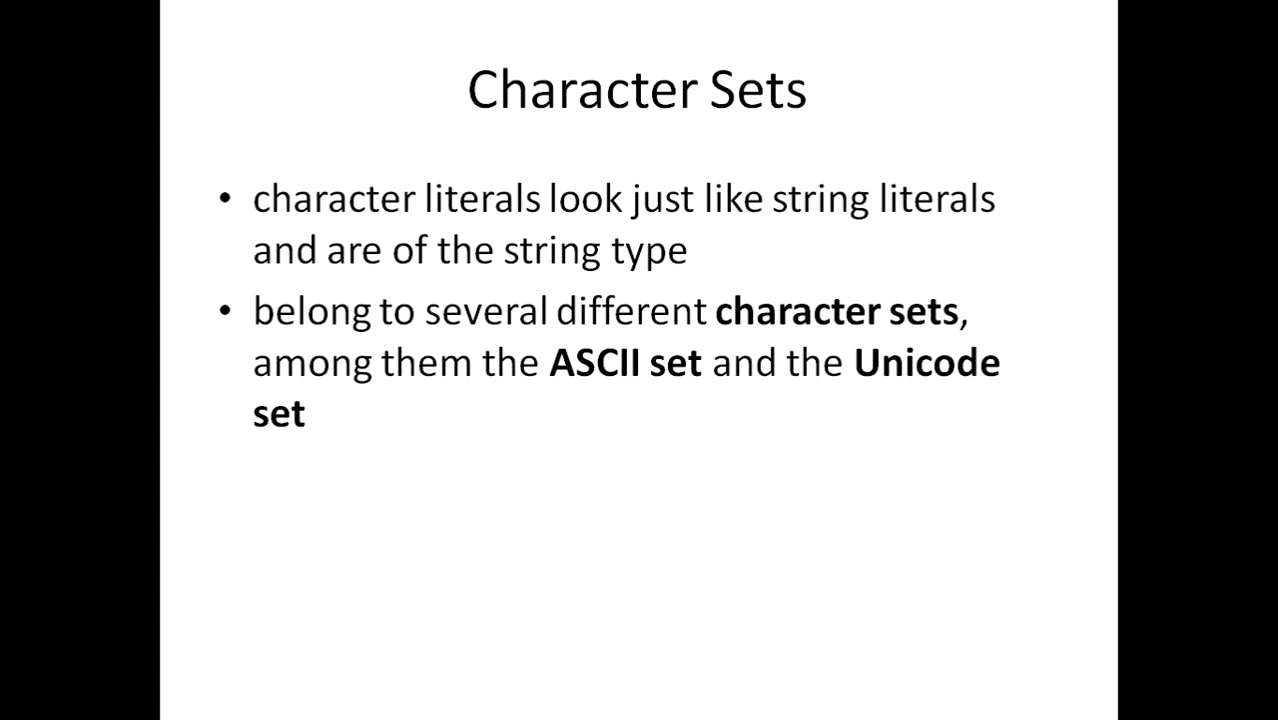 Character Sets
• character literals look just like string literals
and are of the string type
• belong to several different character sets,
among them the ASCII set and the Unicode
set